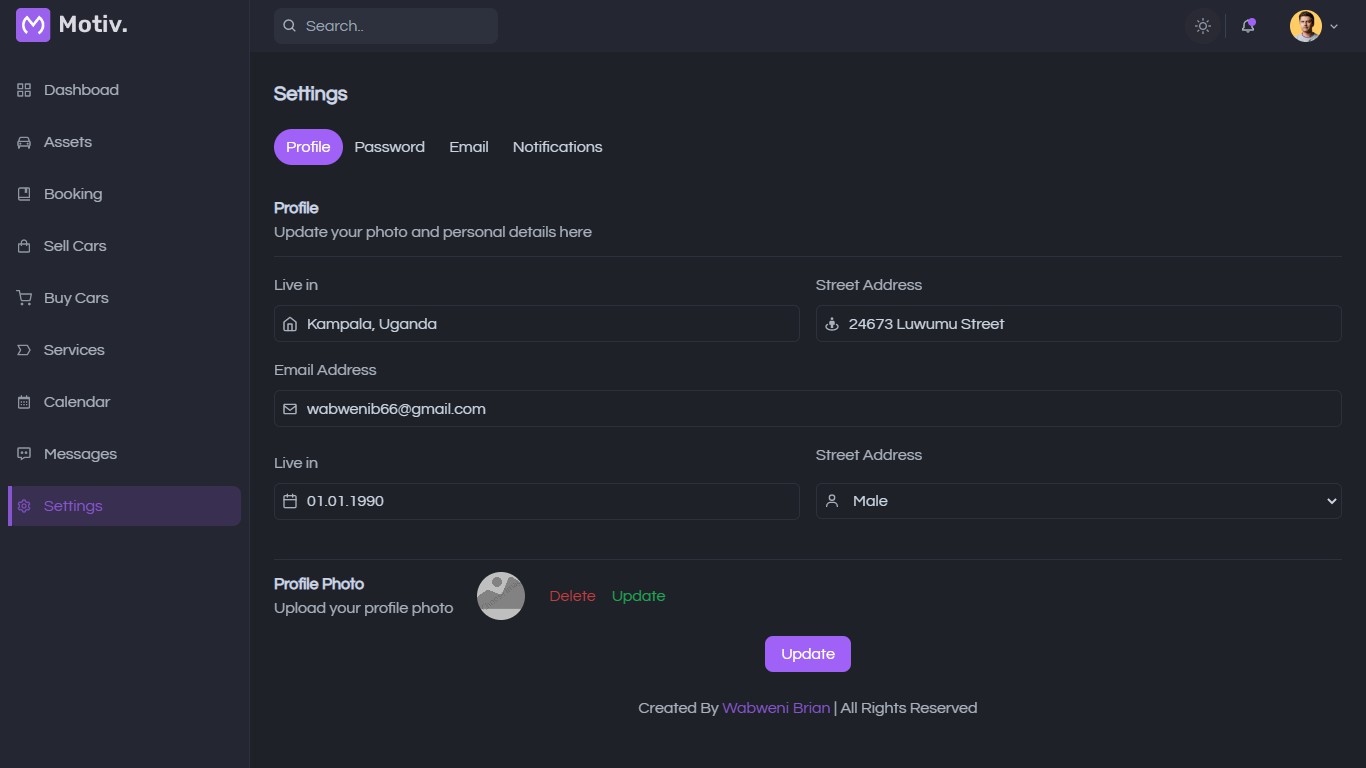 Motiv.
Search..
Dashboad
Assets
Booking
Sell Cars
Buy Cars
Services
Calendar
Messages
Settings
Settings
Profile Password Email Notifications
Profile
Update your photo and personal details here
Live in Street Address
Kampala, Uganda 24673 Luwumu Street
Email Address
wabwenib66@gmail.com
Live in Street Address
01.01.1990 Male
Profile Photo
Upload your profile photo
Delete Update
Update
Created By Wabweni Brian | All Rights Reserved